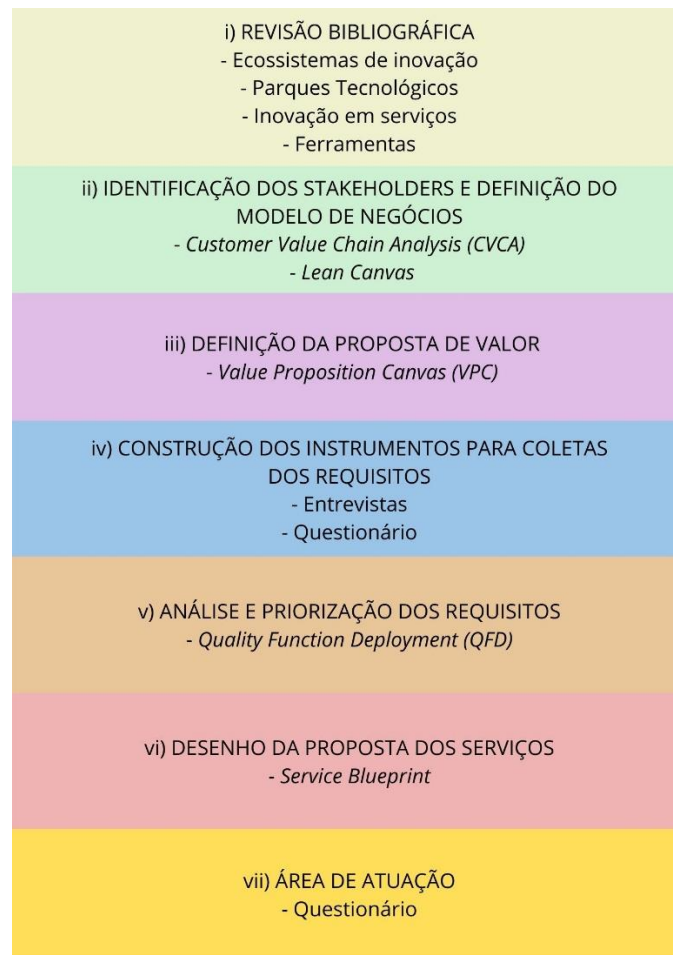 i) REVISÃO BIBLIOGRÁFICA
- Ecossistemas de inovação
- Parques Tecnológicos
- Inovação em serviços
- Ferramentas
ii) IDENTIFICAÇÃO DOS STAKEHOLDERS E DEFINIÇÃO DO
MODELO DE NEGÓCIOS
- Customer Value Chain Analysis (CVCA)
- Lean Canvas
iii) DEFINIÇÃO DA PROPOSTA DE VALOR
- Value Proposition Canvas (VPC)
iv) CONSTRUÇÃO DOS INSTRUMENTOS PARA COLETAS
DOS REQUISITOS
- Entrevistas
- Questionário
v) ANÁLISE E PRIORIZAÇÃO DOS REQUISITOS
- Quality Function Deployment (QFD)
vi) DESENHO DA PROPOSTA DOS SERVIÇOS
- Service Blueprint
vii) ÁREA DE ATUAÇÃO
- Questionário